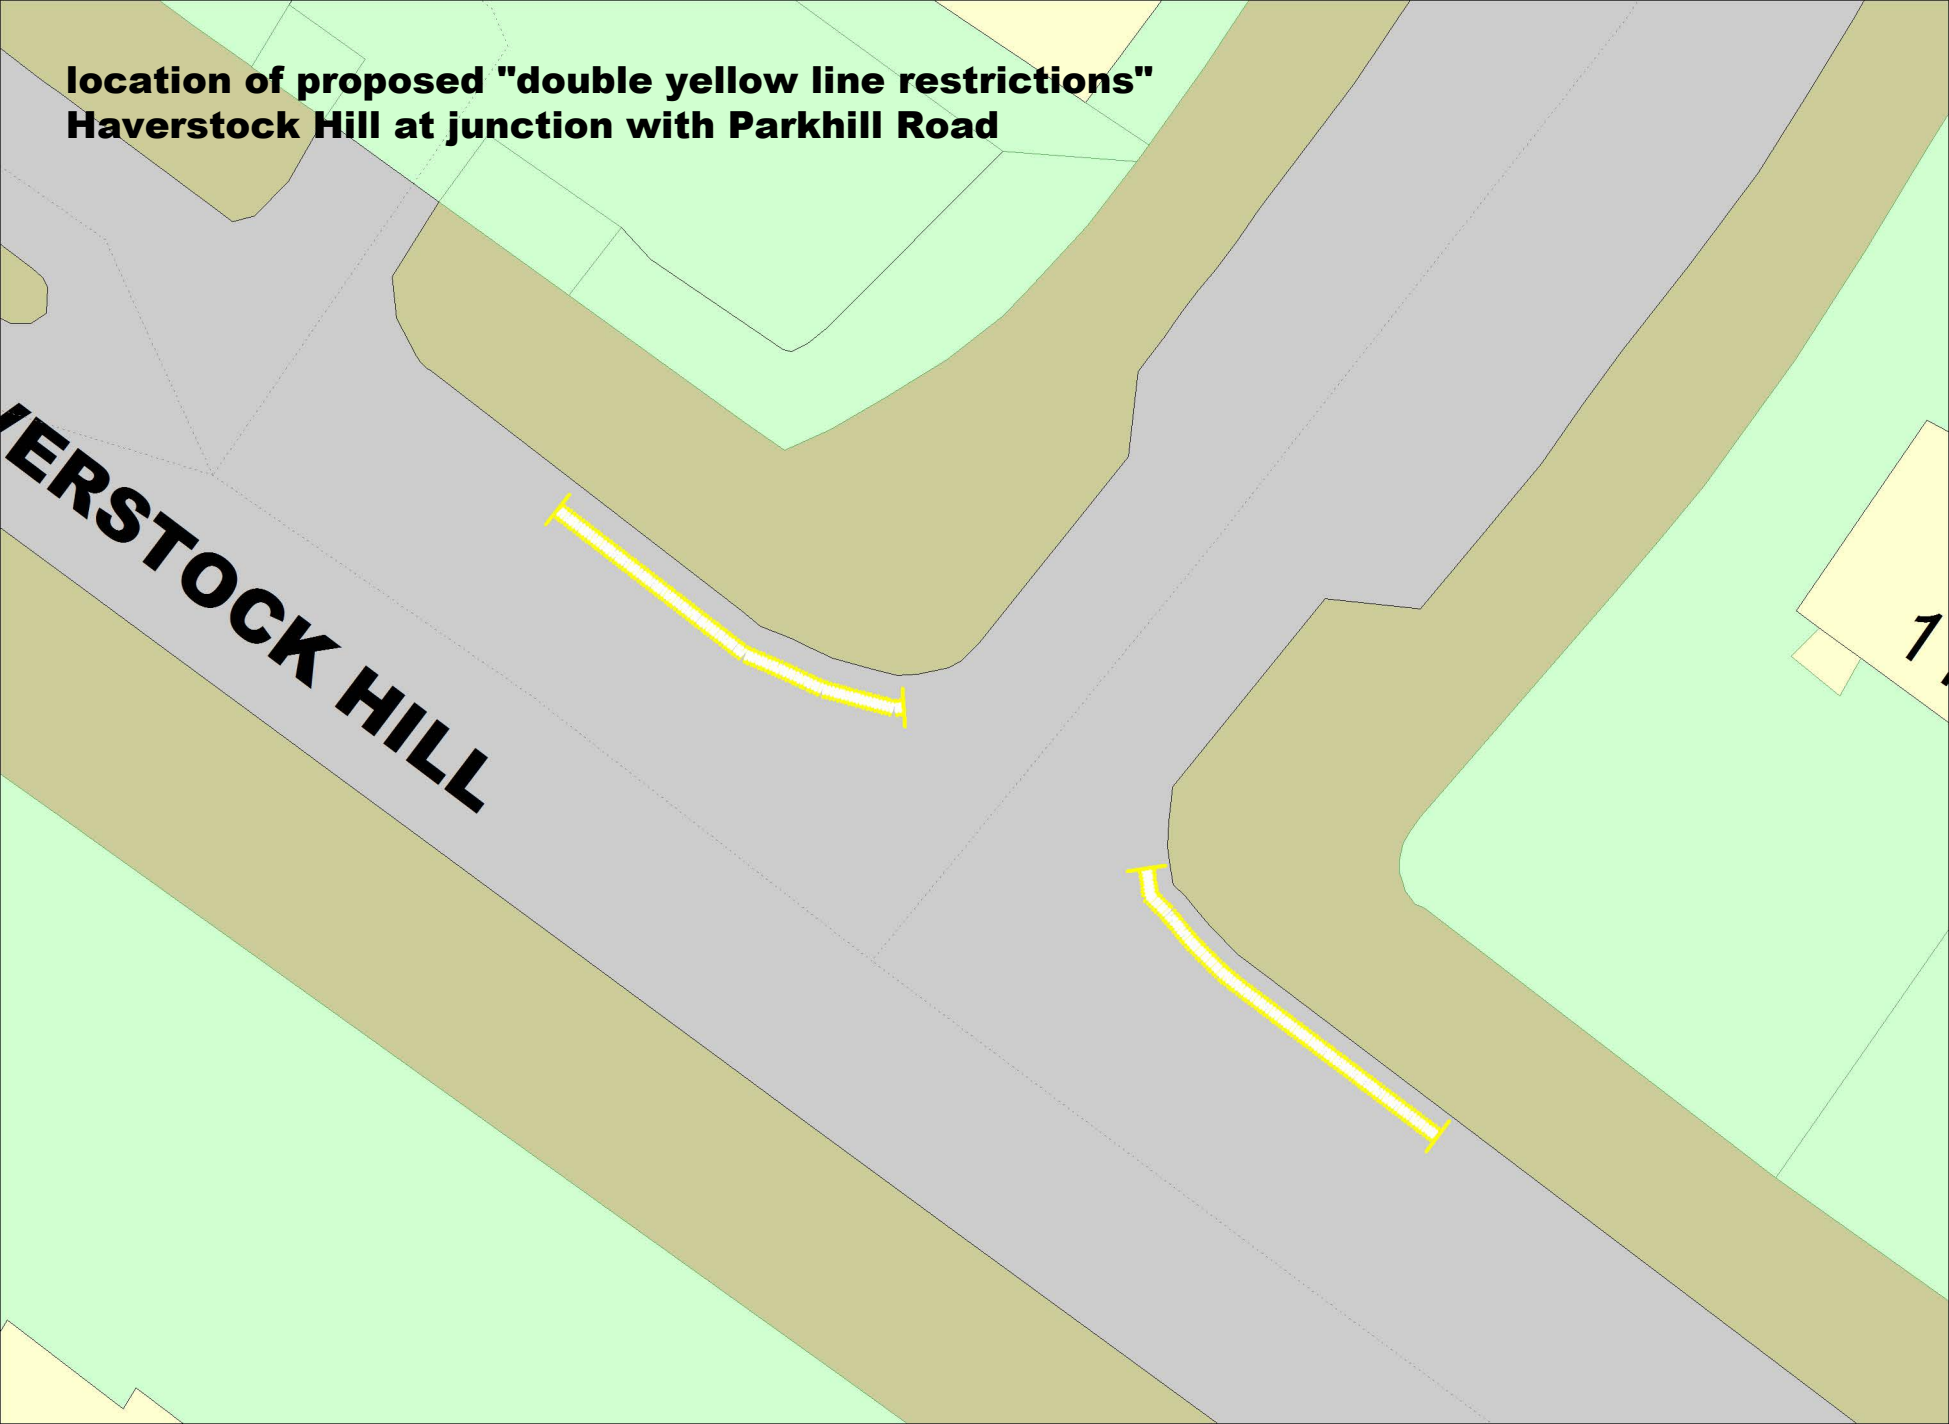 location of proposed "double yellow line restrictions"
Haverstock Hill at junction with Parkhill Road
VERSTOCK HILL